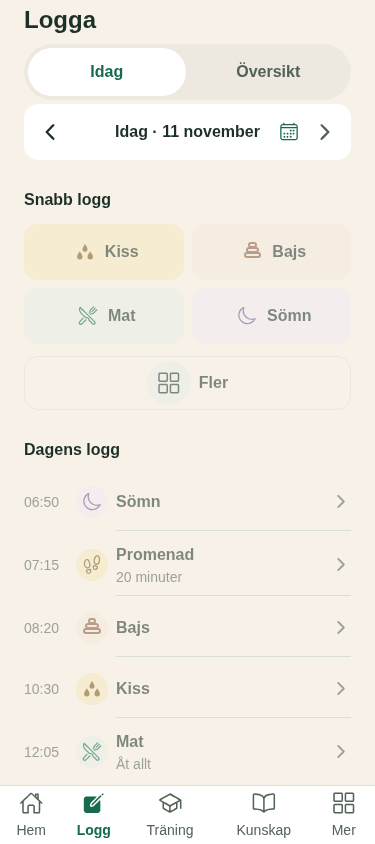 Logga
Idag
Översikt
Idag · 11 november
Snabb logg
Kiss
Bajs
Mat
Sömn
Fler
Dagens logg
06:50 Sömn
07:15 Promenad
20 minuter
08:20 Bajs
10:30 Kiss
12:05 Mat
Åt allt
Hem Logg Träning Kunskap Mer